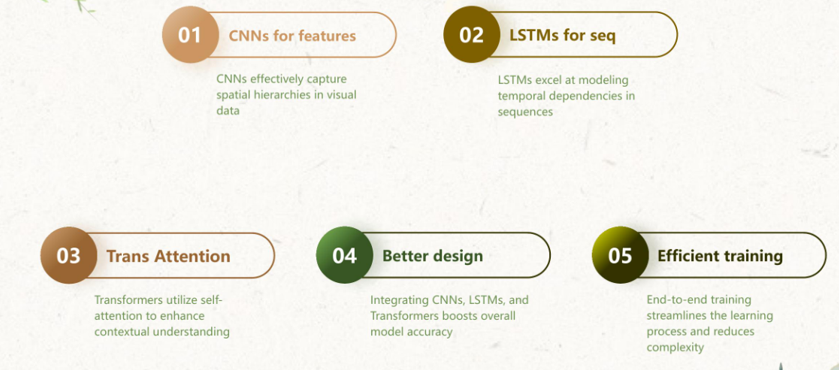 01 CNNs for features
CNNs effectively capture
spatial hierarchies in visual
data
02 LSTMs for seq
LSTMs excel at modeling
temporal dependencies in
sequences
03 Trans Attention
Transformers utilize self-
attention to enhance
contextual understanding
04 Better design
Integrating CNNs, LSTMs, and
Transformers boosts overall
model accuracy
05 Efficient training
End-to-end training
streamlines the learning
process and reduces
complexity